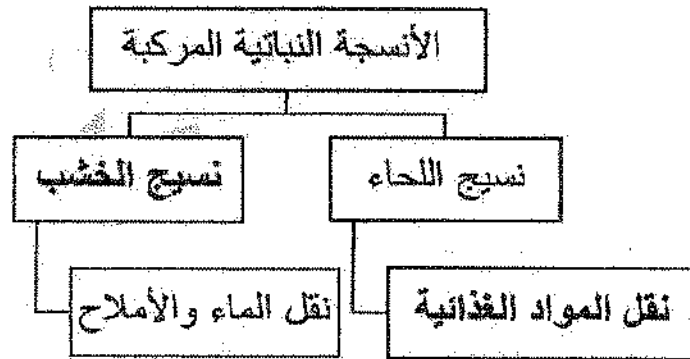 الأنسجة النباتية المركبة
نسيج اللحاء
نسيج الخشب
نقل المواد الغذائية
نقل الماء والأملاح